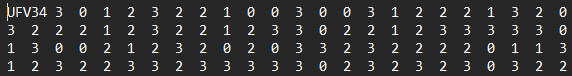 UFV34 3 0 1 2 3 2 2 1 0 0 3 0 0 3 1 2 2 2 1 3 2 0
3 2 2 2 1 2 3 2 3 3 0 2 2 1 2 1 2 3 3 3 3 3 0
1 3 0 0 2 1 2 3 2 0 2 0 3 3 2 3 2 2 2 2 0 1 1 3
1 2 3 2 2 3 3 2 3 3 3 3 3 0 2 3 2 3 2 3 0 3 2 2